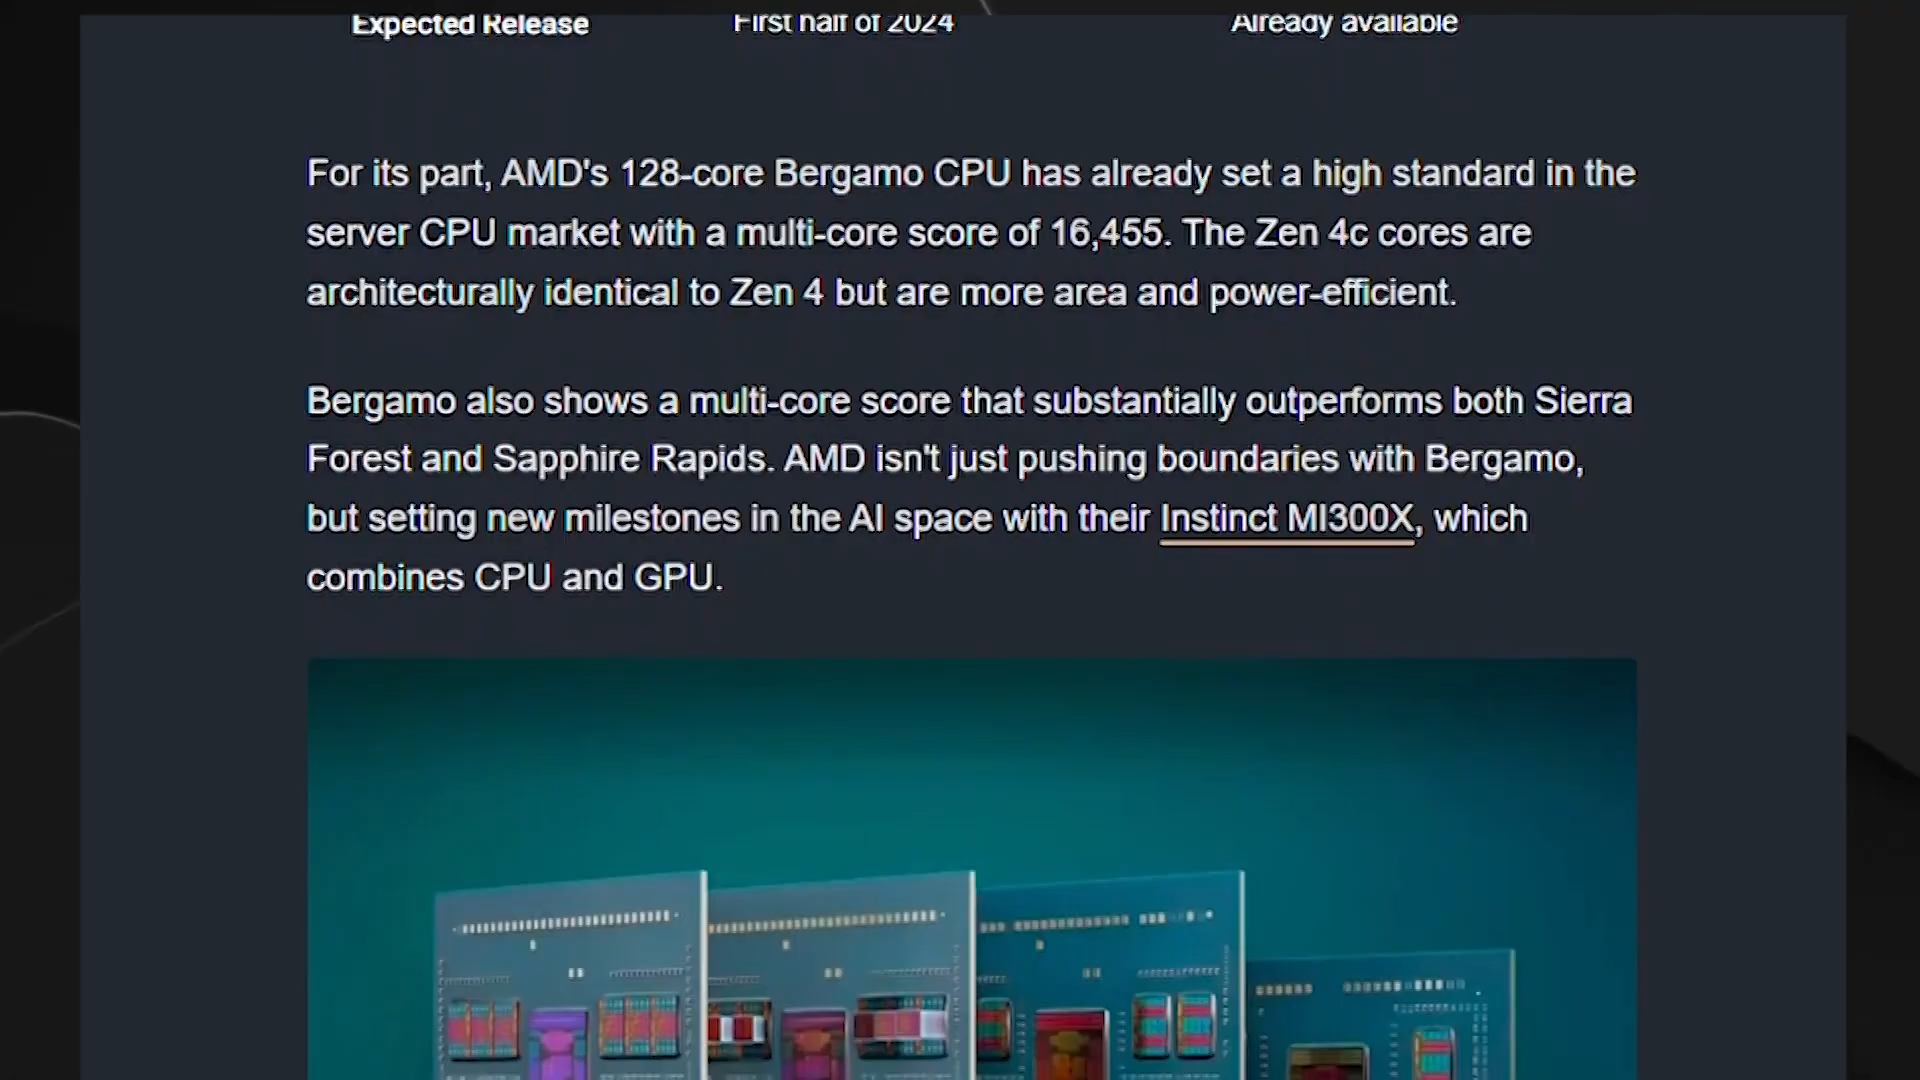 Expected Release First half of 2024 Already available
For its part, AMD's 128-core Bergamo CPU has already set a high standard in the
server CPU market with a multi-core score of 16,455. The Zen 4c cores are
architecturally identical to Zen 4 but are more area and power-efficient.
Bergamo also shows a multi-core score that substantially outperforms both Sierra
Forest and Sapphire Rapids. AMD isn't just pushing boundaries with Bergamo,
but setting new milestones in the AI space with their Instinct MI300X, which
combines CPU and GPU.